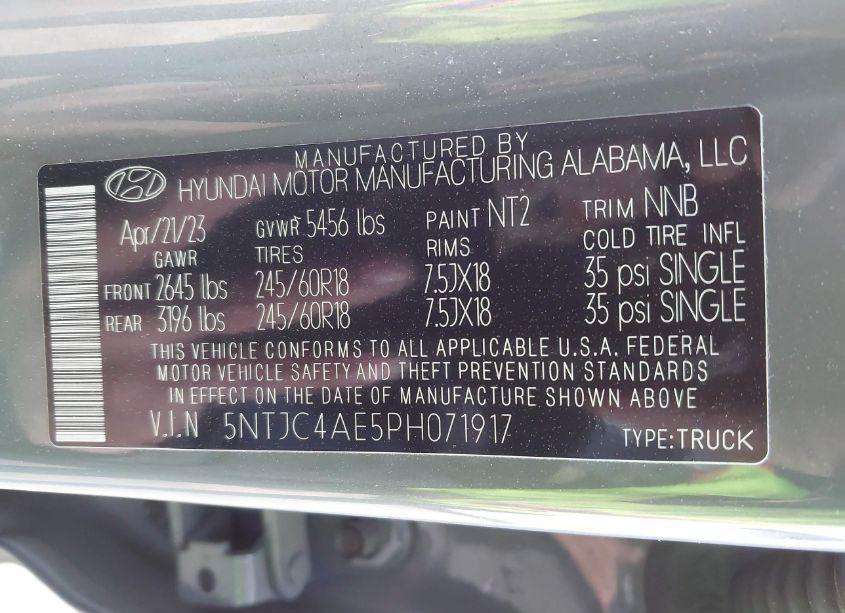 MANUFACTURED BY
HYUNDAI MOTOR MANUFACTURING ALABAMA, LLC
Apr/21/23 GVWR 5456 lbs PAINT NT2 TRIM NNB
GAWR TIRES RIMS COLD TIRE INFL
FRONT 2645 lbs 245/60R18 7.5JX18 35 psi SINGLE
REAR 3196 lbs 245/60R18 7.5JX18 35 psi SINGLE
THIS VEHICLE CONFORMS TO ALL APPLICABLE U.S.A. FEDERAL
MOTOR VEHICLE SAFETY AND THEFT PREVENTION STANDARDS
IN EFFECT ON THE DATE OF MANUFACTURE SHOWN ABOVE
V.I.N 5NTJC4AE5PH071917 TYPE:TRUCK